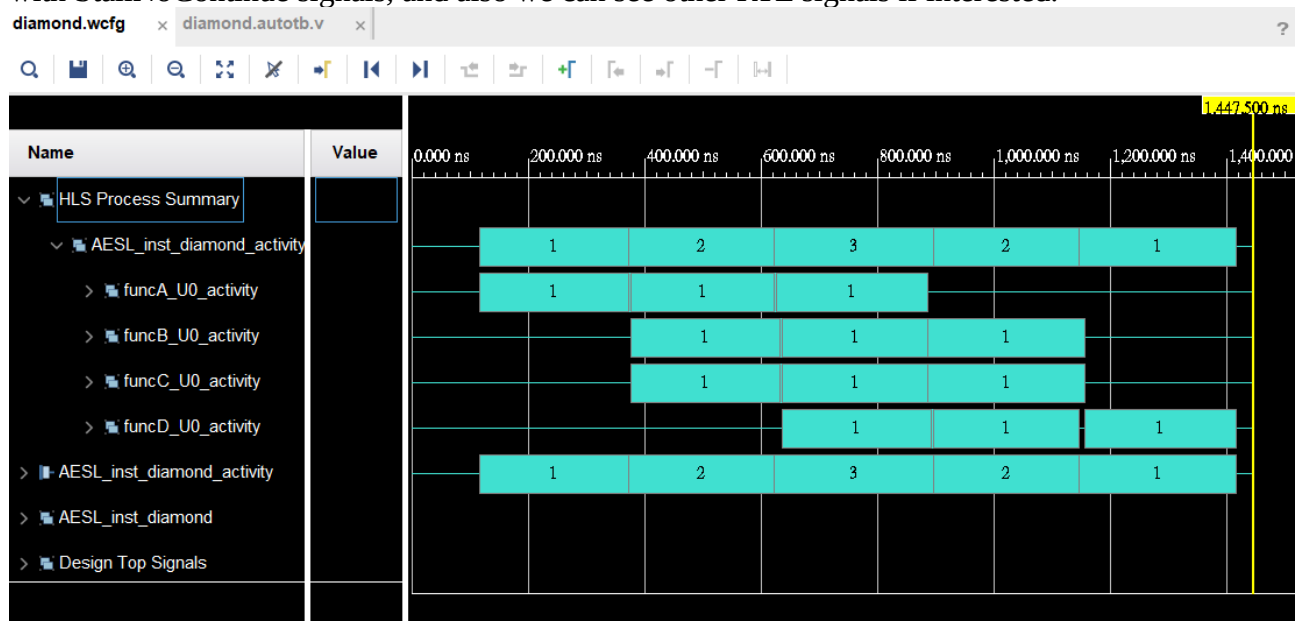 diamond.wcfg × diamond.autotb.v × ?
1,447.500 ns
Name Value 0.000 ns 200.000 ns 400.000 ns 600.000 ns 800.000 ns 1,000.000 ns 1,200.000 ns 1,400.000
HLS Process Summary
AESL_inst_diamond_activity 1 2 3 2 1
funcA_U0_activity 1 1 1
funcB_U0_activity 1 1 1
funcC_U0_activity 1 1 1
funcD_U0_activity 1 1 1
AESL_inst_diamond_activity 1 2 3 2 1
AESL_inst_diamond
Design Top Signals